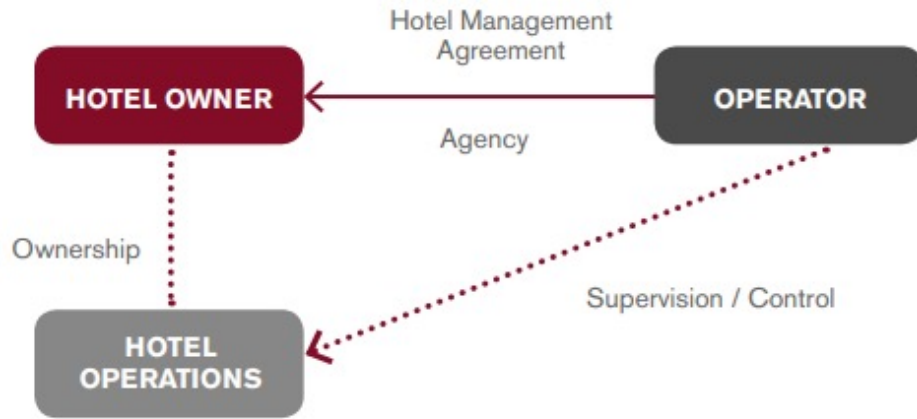 Hotel Management
Agreement
HOTEL OWNER
OPERATOR
Agency
Ownership
Supervision / Control
HOTEL
OPERATIONS